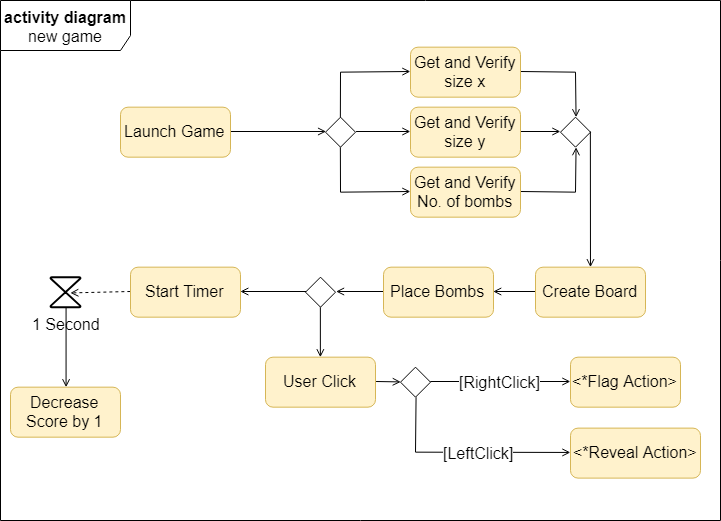 activity diagram
new game
Get and Verify
size x
Launch Game
Get and Verify
size y
Get and Verify
No. of bombs
Start Timer
Place Bombs
Create Board
1 Second
User Click
[RightClick]
<*Flag Action>
Decrease
Score by 1
[LeftClick]
<*Reveal Action>